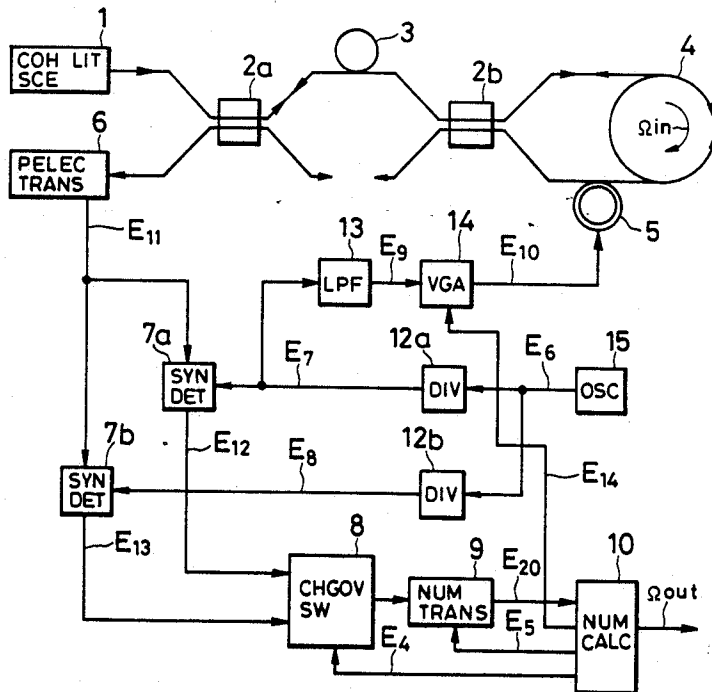 1
COH LIT
SCE
2a
3
2b
4
Ωin
6
PELEC
TRANS
5
E11
13
E9
14
E10
LPF
VGA
7a
SYN
DET
E7
12a
DIV
E6
15
OSC
7b
SYN
DET
E12
E8
12b
DIV
E14
E13
8
CHGOV
SW
9
NUM
TRANS
E20
10
NUM
CALC
Ωout
E5
E4